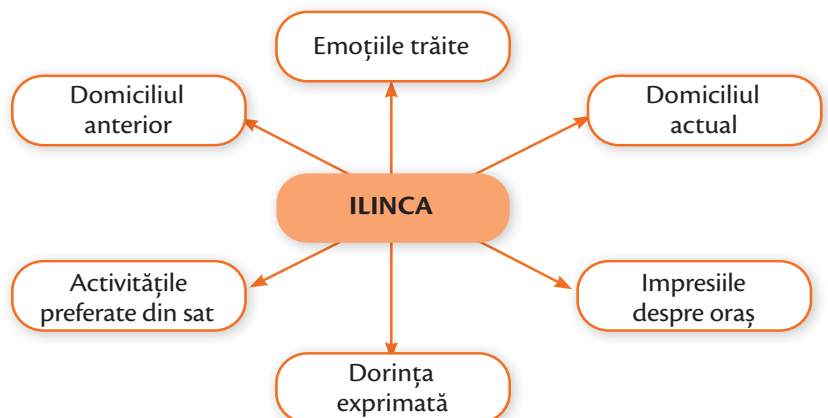 Emoțiile trăite
Domiciliul
anterior
Domiciliul
actual
ILINCA
Activitățile
preferate din sat
Impresiile
despre oraș
Dorința
exprimată